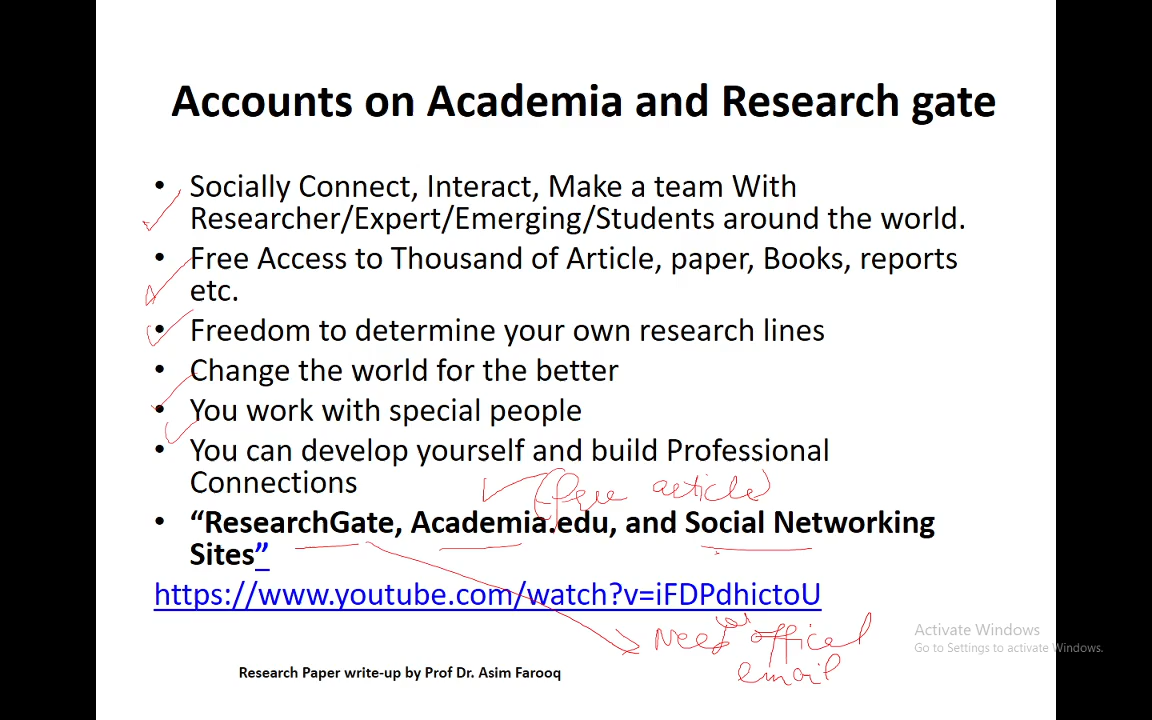 Accounts on Academia and Research gate
• Socially Connect, Interact, Make a team With
Researcher/Expert/Emerging/Students around the world.
• Free Access to Thousand of Article, paper, Books, reports
etc.
• Freedom to determine your own research lines
• Change the world for the better
• You work with special people
• You can develop yourself and build Professional
Connections
(free article)
• “ResearchGate, Academia.edu, and Social Networking
Sites”
https://www.youtube.com/watch?v=iFDPdhictoU
Need official
email
Activate Windows
Go to Settings to activate Windows.
Research Paper write-up by Prof Dr. Asim Farooq